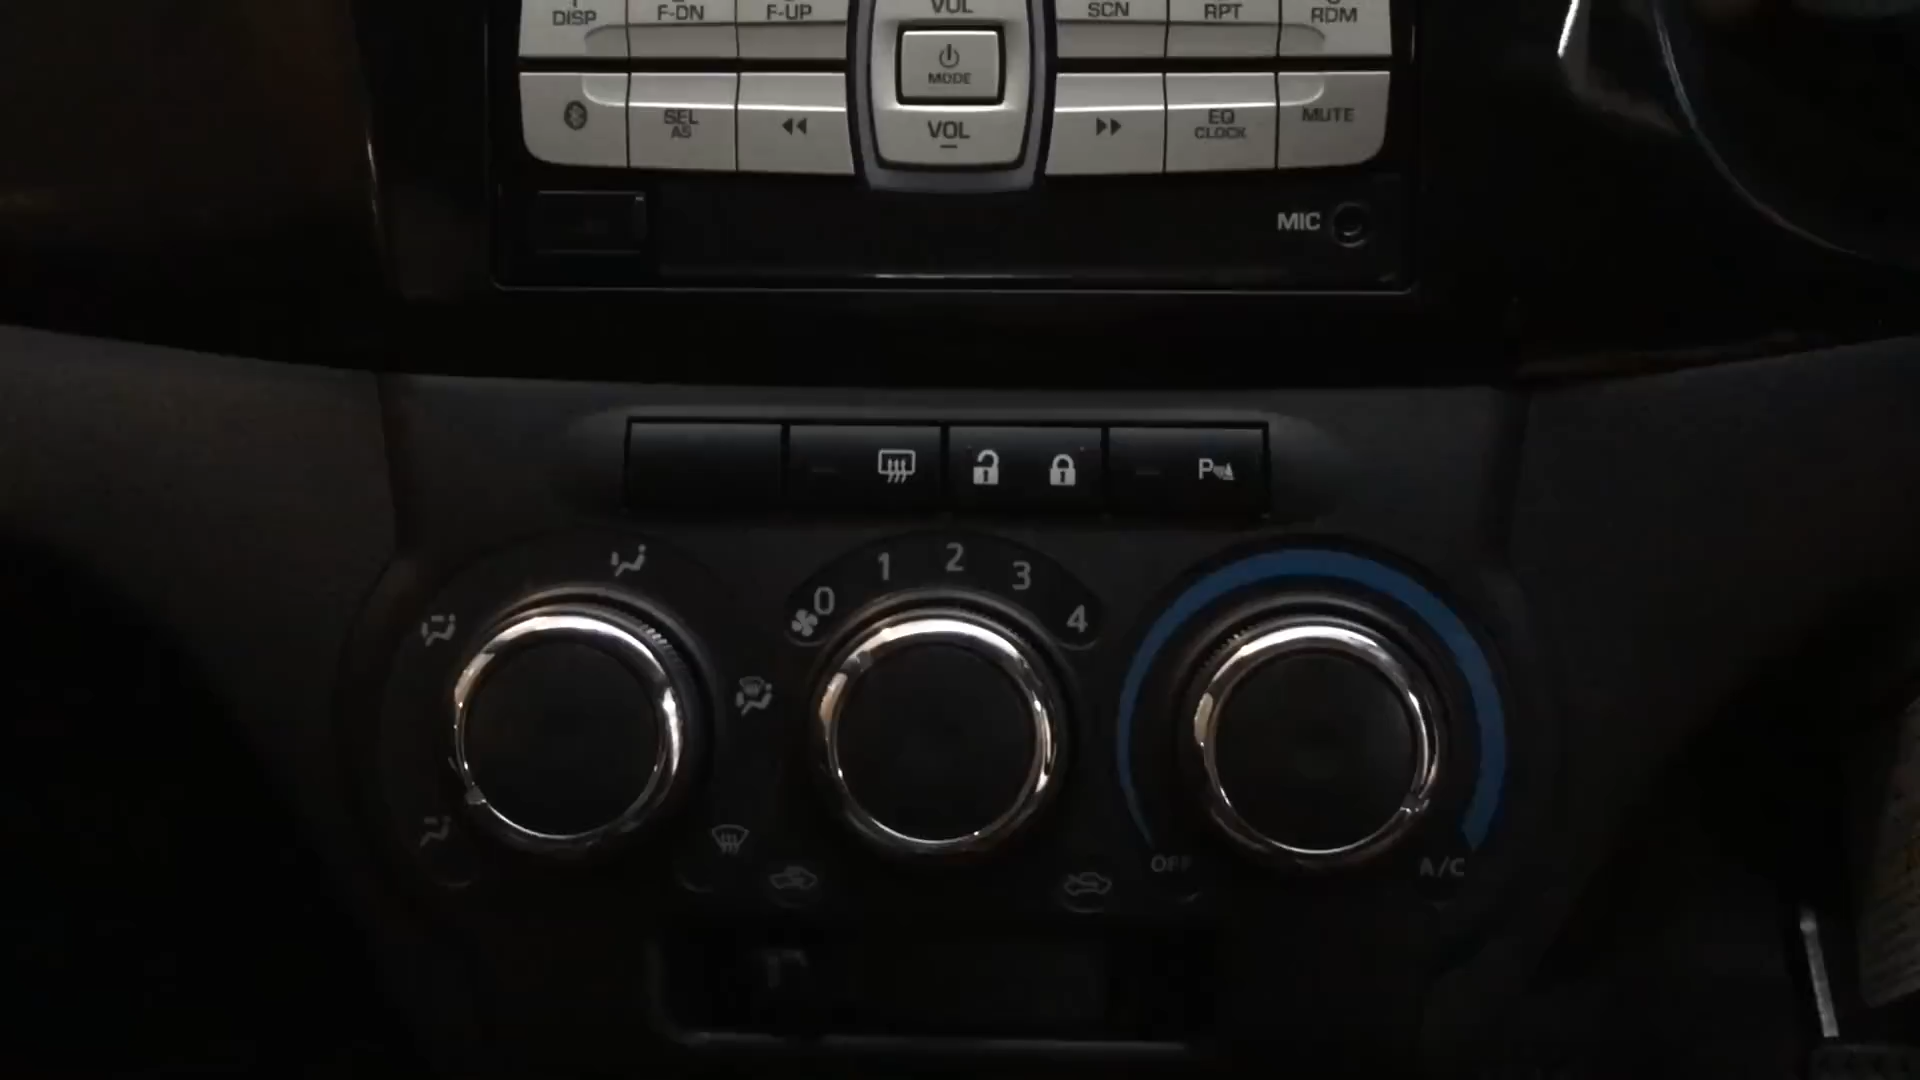 VOL
DISP F-DN F-UP SCN RPT RDM
MODE
SEL
AS
VOL
EQ
CLOCK
MUTE
MIC
P
0 1 2 3 4
OFF A/C